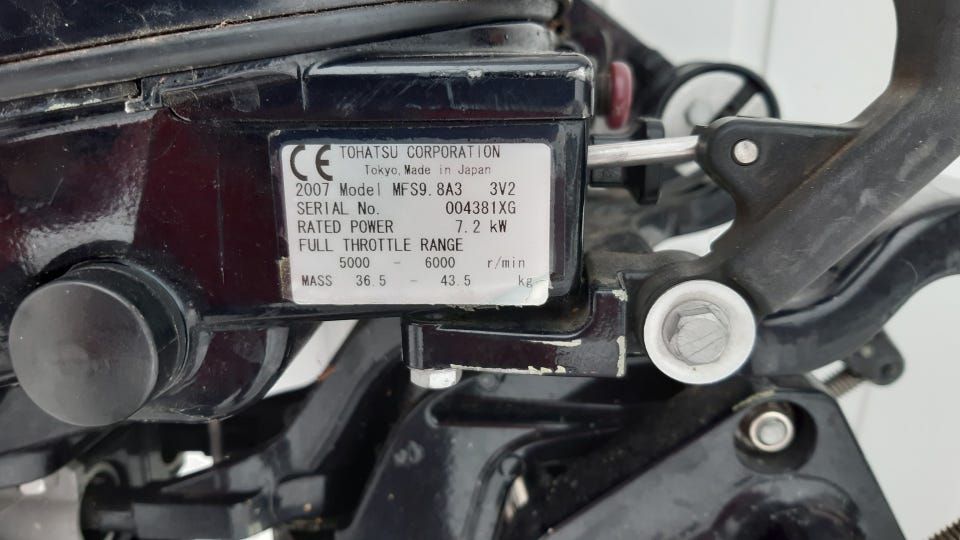 CE TOHATSU CORPORATION
Tokyo, Made in Japan
2007 Model MFS9.8A3 3V2
SERIAL No. 004381XG
RATED POWER 7.2 kW
FULL THROTTLE RANGE
5000 - 6000 r/min
MASS 36.5 - 43.5 kg